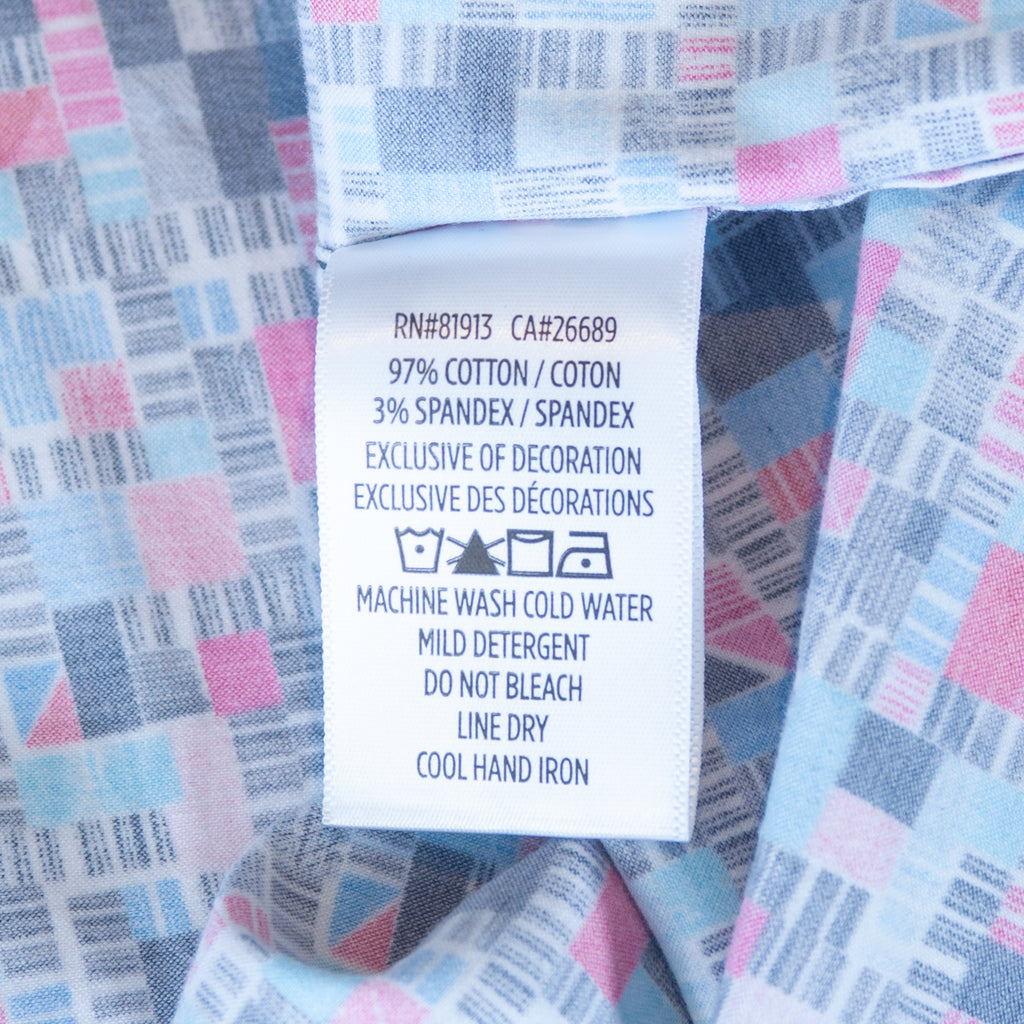 RN#81913 CA#26689
97% COTTON / COTON
3% SPANDEX / SPANDEX
EXCLUSIVE OF DECORATION
EXCLUSIVE DES DÉCORATIONS
MACHINE WASH COLD WATER
MILD DETERGENT
DO NOT BLEACH
LINE DRY
COOL HAND IRON